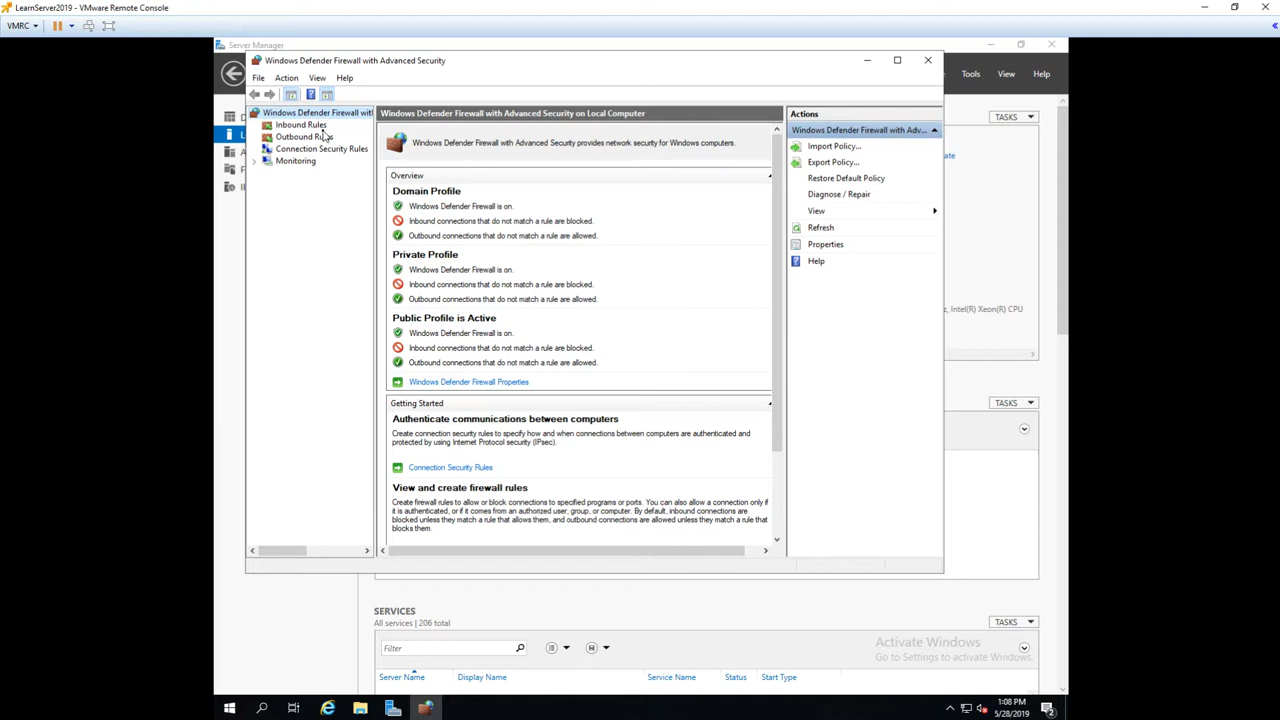 LearnServer2019 - VMware Remote Console
VMRC
Server Manager
Tools
View
Help
Windows Defender Firewall with Advanced Security
File
Action
View
Help
Windows Defender Firewall with
Inbound Rules
Outbound Rules
Connection Security Rules
Monitoring
Windows Defender Firewall with Advanced Security on Local Computer
Windows Defender Firewall with Advanced Security provides network security for Windows computers.
Overview
Domain Profile
Windows Defender Firewall is on.
Inbound connections that do not match a rule are blocked.
Outbound connections that do not match a rule are allowed.
Private Profile
Windows Defender Firewall is on.
Inbound connections that do not match a rule are blocked.
Outbound connections that do not match a rule are allowed.
Public Profile is Active
Windows Defender Firewall is on.
Inbound connections that do not match a rule are blocked.
Outbound connections that do not match a rule are allowed.
Windows Defender Firewall Properties
Getting Started
Authenticate communications between computers
Create connection security rules to specify how and when connections between computers are authenticated and
protected by using Internet Protocol security (IPsec).
Connection Security Rules
View and create firewall rules
Create firewall rules to allow or block connections to specified programs or ports. You can also allow a connection only if
it is authenticated, or if it comes from an authorized user, group, or computer. By default, inbound connections are
blocked unless they match a rule that allows them, and outbound connections are allowed unless they match a rule that
blocks them.
Actions
Windows Defender Firewall with Adv...
Import Policy...
Export Policy...
Restore Default Policy
Diagnose / Repair
View
Refresh
Properties
Help
TASKS
, Intel(R) Xeon(R) CPU
TASKS
SERVICES
All services | 206 total
TASKS
Filter
Activate Windows
Go to Settings to activate Windows.
Server Name
Display Name
Service Name
Status
Start Type
1:08 PM
5/28/2019
2